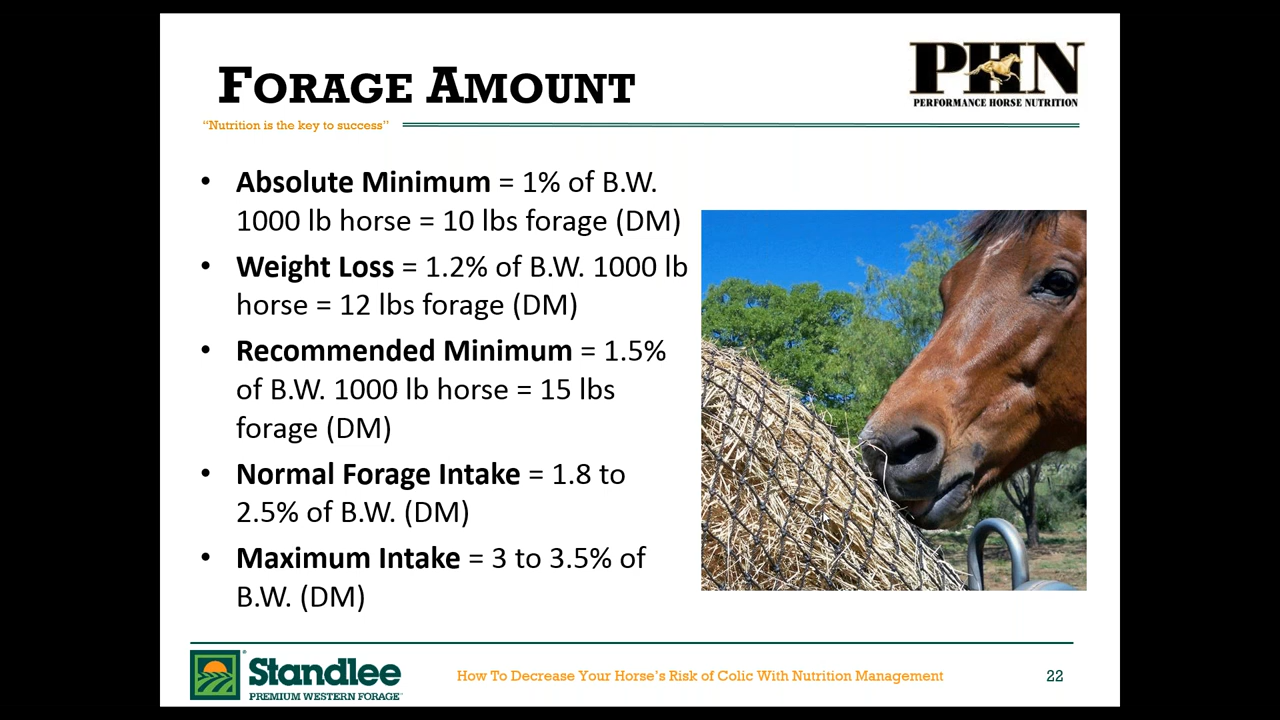 FORAGE AMOUNT
PHN
PERFORMANCE HORSE NUTRITION
“Nutrition is the key to success”
• Absolute Minimum = 1% of B.W.
1000 lb horse = 10 lbs forage (DM)
• Weight Loss = 1.2% of B.W. 1000 lb
horse = 12 lbs forage (DM)
• Recommended Minimum = 1.5%
of B.W. 1000 lb horse = 15 lbs
forage (DM)
• Normal Forage Intake = 1.8 to
2.5% of B.W. (DM)
• Maximum Intake = 3 to 3.5% of
B.W. (DM)
Standlee®
PREMIUM WESTERN FORAGE™
How To Decrease Your Horse’s Risk of Colic With Nutrition Management
22